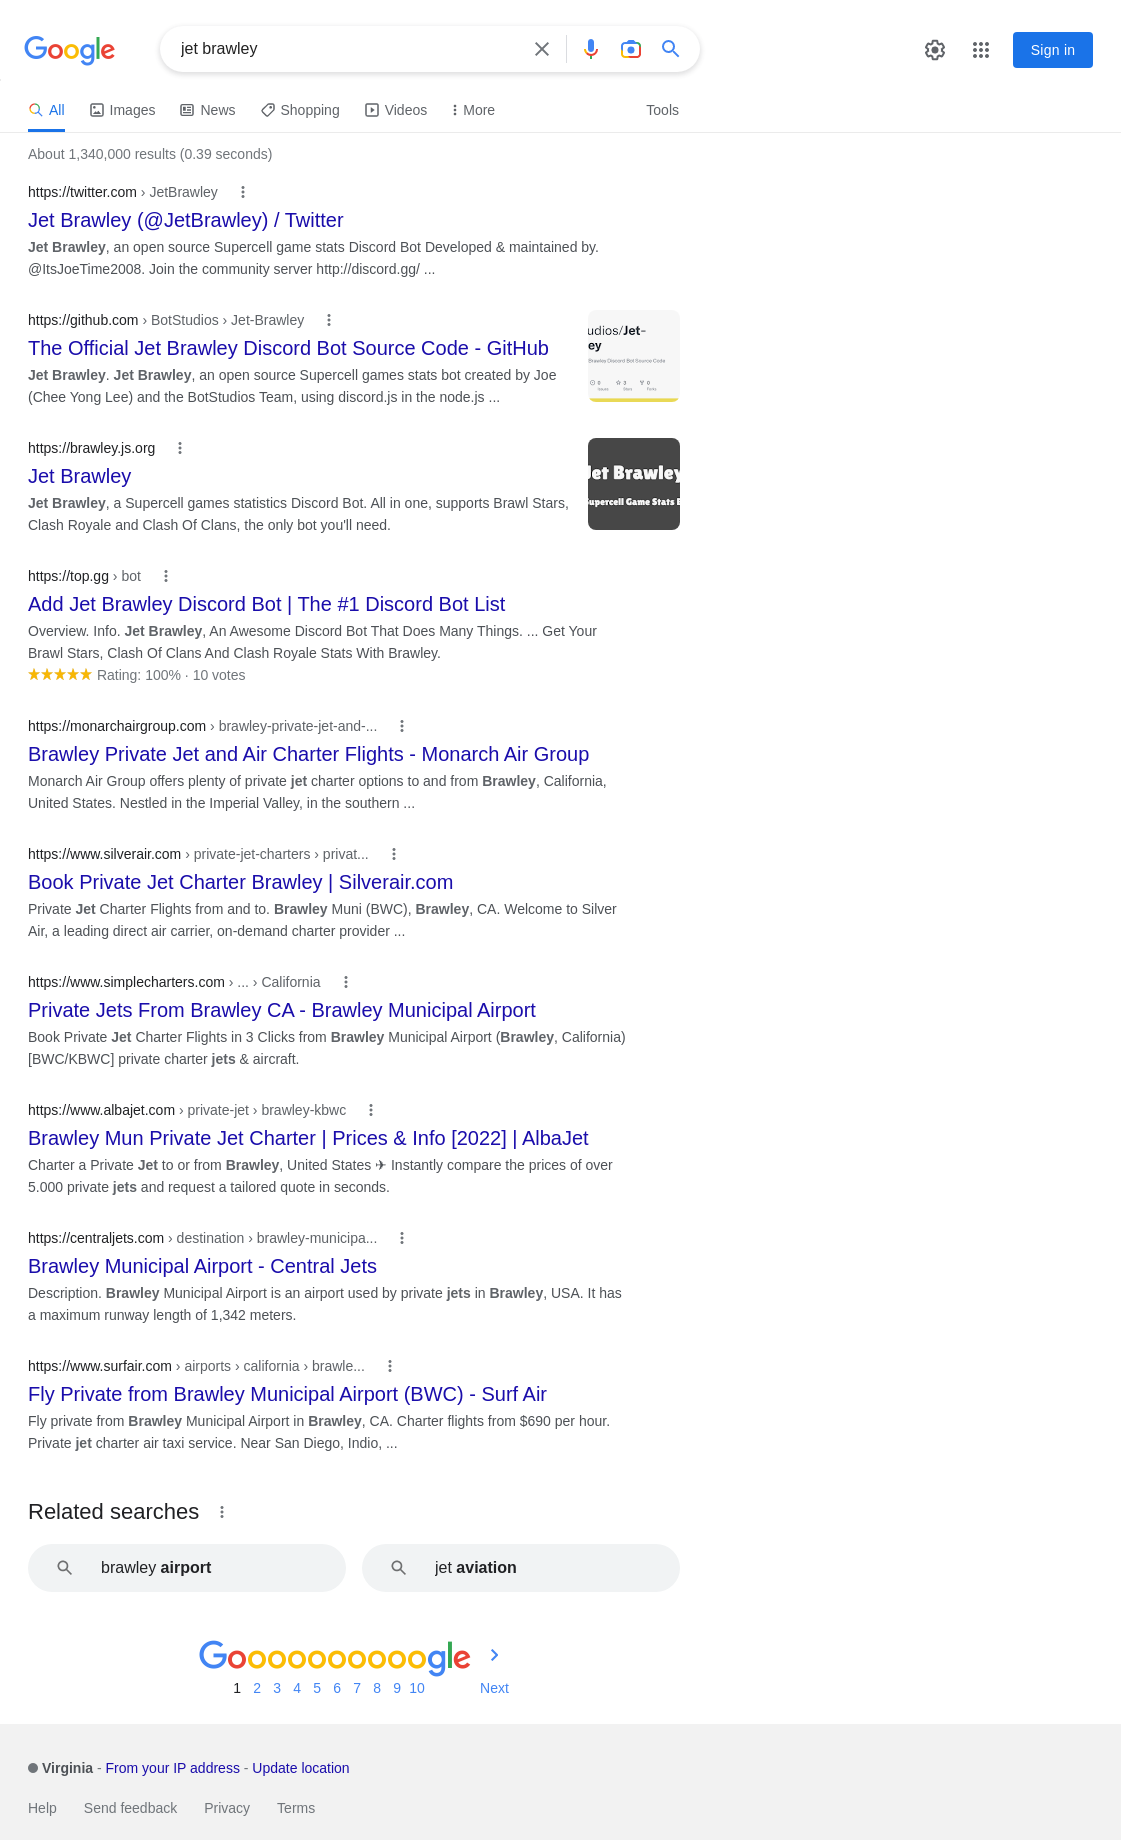 Google
jet brawley
Sign in
All Images News Shopping Videos More Tools
About 1,340,000 results (0.39 seconds)
https://twitter.com › JetBrawley
Jet Brawley (@JetBrawley) / Twitter
Jet Brawley, an open source Supercell game stats Discord Bot Developed & maintained by.
@ItsJoeTime2008. Join the community server http://discord.gg/ ...
https://github.com › BotStudios › Jet-Brawley
The Official Jet Brawley Discord Bot Source Code - GitHub
Jet Brawley. Jet Brawley, an open source Supercell games stats bot created by Joe
(Chee Yong Lee) and the BotStudios Team, using discord.js in the node.js ...
udios/Jet-
ey
Brawley Discord Bot Source Code
0 3 0
Issues Stars Forks
https://brawley.js.org
Jet Brawley
Jet Brawley, a Supercell games statistics Discord Bot. All in one, supports Brawl Stars,
Clash Royale and Clash Of Clans, the only bot you'll need.
Jet Brawley
Supercell Game Stats B
https://top.gg › bot
Add Jet Brawley Discord Bot | The #1 Discord Bot List
Overview. Info. Jet Brawley, An Awesome Discord Bot That Does Many Things. ... Get Your
Brawl Stars, Clash Of Clans And Clash Royale Stats With Brawley.
Rating: 100% · 10 votes
https://monarchairgroup.com › brawley-private-jet-and-...
Brawley Private Jet and Air Charter Flights - Monarch Air Group
Monarch Air Group offers plenty of private jet charter options to and from Brawley, California,
United States. Nestled in the Imperial Valley, in the southern ...
https://www.silverair.com › private-jet-charters › privat...
Book Private Jet Charter Brawley | Silverair.com
Private Jet Charter Flights from and to. Brawley Muni (BWC), Brawley, CA. Welcome to Silver
Air, a leading direct air carrier, on-demand charter provider ...
https://www.simplecharters.com › ... › California
Private Jets From Brawley CA - Brawley Municipal Airport
Book Private Jet Charter Flights in 3 Clicks from Brawley Municipal Airport (Brawley, California)
[BWC/KBWC] private charter jets & aircraft.
https://www.albajet.com › private-jet › brawley-kbwc
Brawley Mun Private Jet Charter | Prices & Info [2022] | AlbaJet
Charter a Private Jet to or from Brawley, United States ✈ Instantly compare the prices of over
5.000 private jets and request a tailored quote in seconds.
https://centraljets.com › destination › brawley-municipa...
Brawley Municipal Airport - Central Jets
Description. Brawley Municipal Airport is an airport used by private jets in Brawley, USA. It has
a maximum runway length of 1,342 meters.
https://www.surfair.com › airports › california › brawle...
Fly Private from Brawley Municipal Airport (BWC) - Surf Air
Fly private from Brawley Municipal Airport in Brawley, CA. Charter flights from $690 per hour.
Private jet charter air taxi service. Near San Diego, Indio, ...
Related searches
brawley airport
jet aviation
Goooooooooogle
1 2 3 4 5 6 7 8 9 10 Next
Virginia - From your IP address - Update location
Help Send feedback Privacy Terms